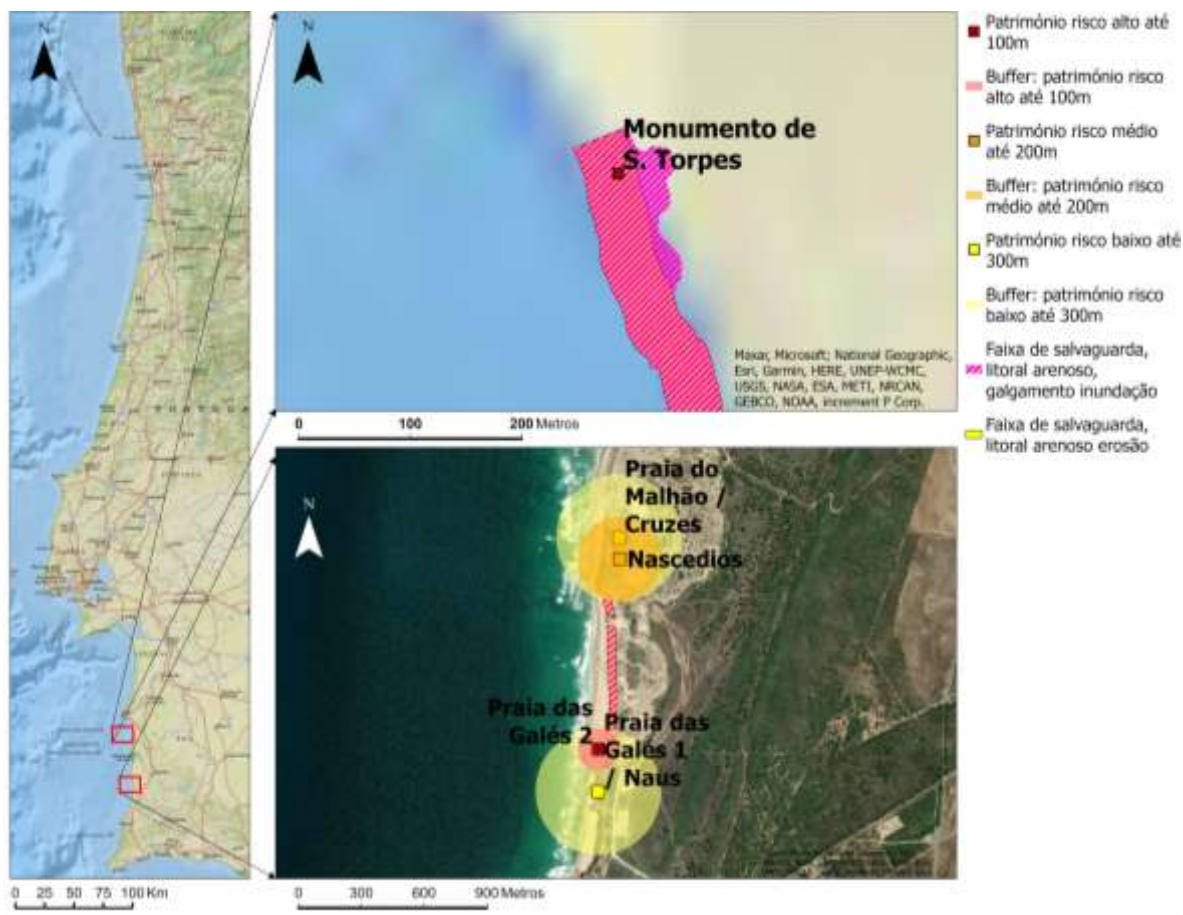 N
N
Monumento de
S. Torpes
Maxar, Microsoft; National Geographic,
Esri, Garmin, HERE, UNEP-WCMC,
USGS, NASA, ESA, METI, NRCAN,
GEBCO, NOAA, increment P Corp.
0 100 200 Metros
N
Praia do
Malhão /
Cruzes
Nascedios
Praia das
Galés 2
Praia das
Galés 1
/ Naus
0 300 600 900 Metros
0 25 50 75 100 Km
Património risco alto até
100m
Buffer: património risco
alto até 100m
Património risco médio
até 200m
Buffer: património risco
médio até 200m
Património risco baixo até
300m
Buffer: património risco
baixo até 300m
Faixa de salvaguarda,
litoral arenoso,
galgamento inundação
Faixa de salvaguarda,
litoral arenoso erosão